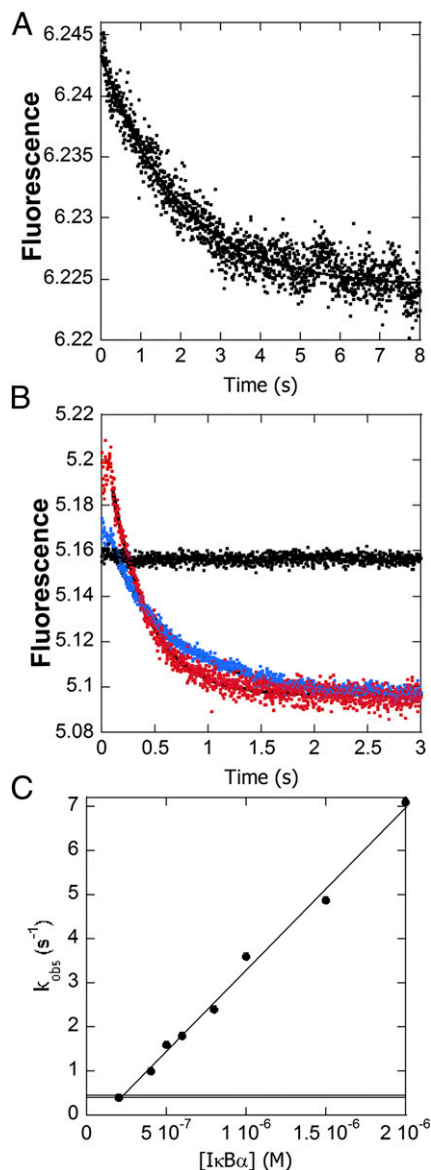 A
6.245
6.24
6.235
6.23
6.225
6.22
Fluorescence
0 1 2 3 4 5 6 7 8
Time (s)
B
5.22
5.2
5.18
5.16
5.14
5.12
5.1
5.08
Fluorescence
0 0.5 1 1.5 2 2.5 3
Time (s)
C
7
6
5
4
3
2
1
0
k_obs (s⁻¹)
0 5 10⁻⁷ 1 10⁻⁶ 1.5 10⁻⁶ 2 10⁻⁶
[IκBα] (M)